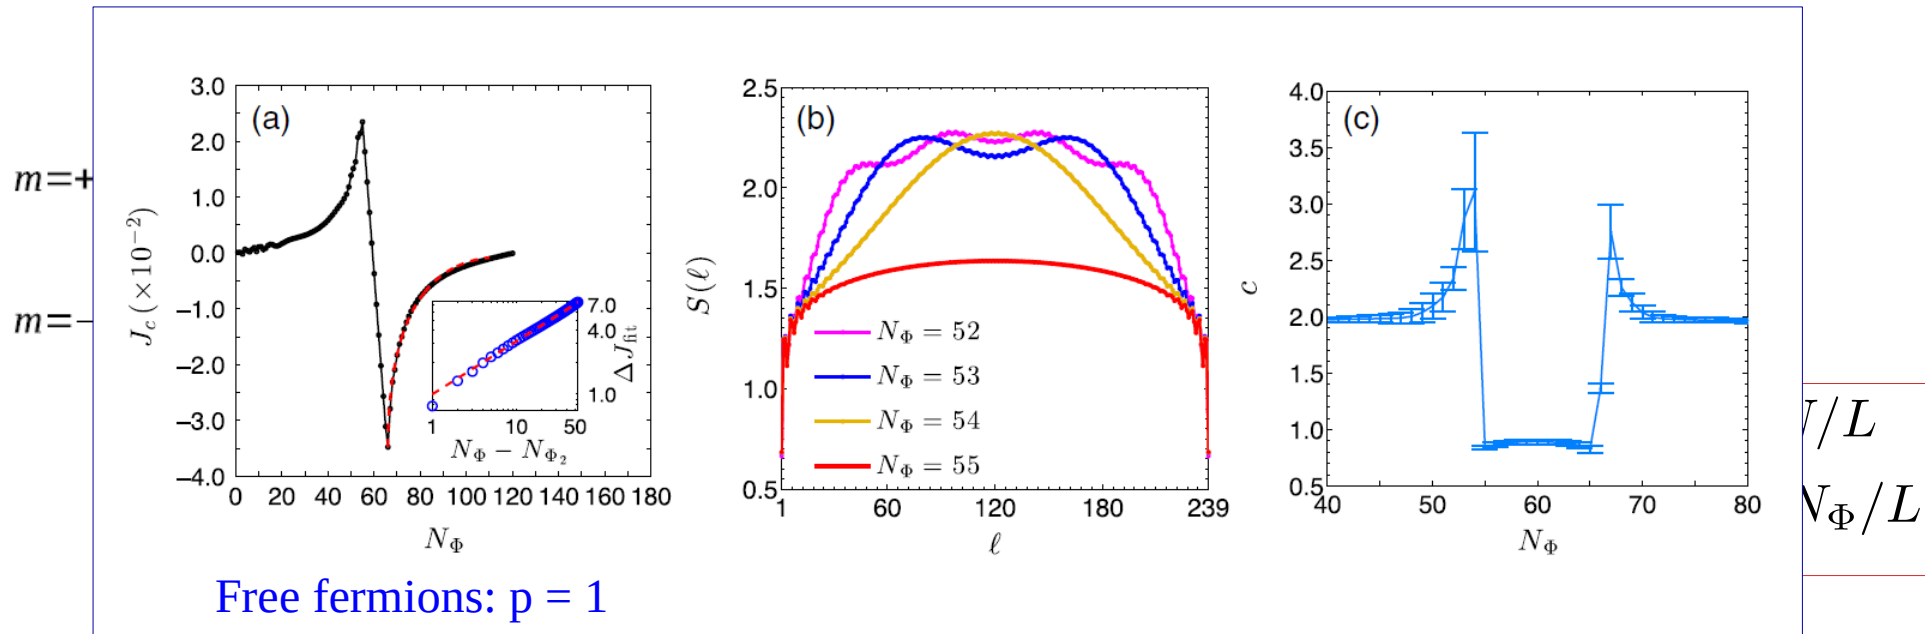 (a)
3.0
2.0
1.0
0.0
−1.0
−2.0
−3.0
−4.0
J_c (×10^{−2})
0 20 40 60 80 100 120 140 160 180
N_Φ
7.0
4.0
1.0
ΔJ_fit
1 10 50
N_Φ − N_{Φ_2}
(b)
2.5
2.0
1.5
1.0
0.5
S(ℓ)
N_Φ = 52
N_Φ = 53
N_Φ = 54
N_Φ = 55
1 60 120 180 239
ℓ
(c)
4.0
3.5
3.0
2.5
2.0
1.5
1.0
0.5
c
40 50 60 70 80
N_Φ
m=+
m=−
/L
N_Φ/L
Free fermions: p = 1